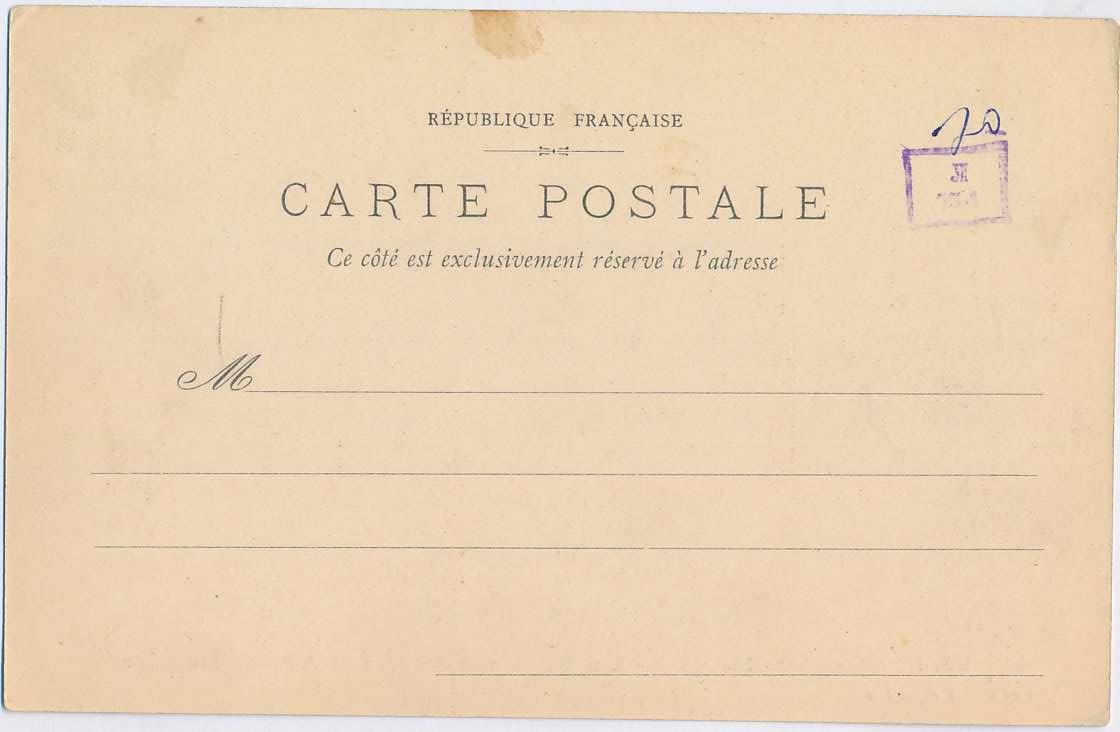 RÉPUBLIQUE FRANÇAISE
CARTE POSTALE
Ce côté est exclusivement réservé à l'adresse
M